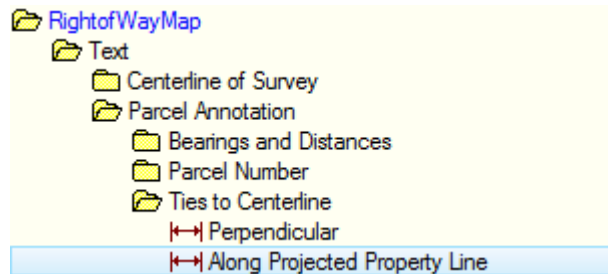 RightofWayMap
Text
Centerline of Survey
Parcel Annotation
Bearings and Distances
Parcel Number
Ties to Centerline
Perpendicular
Along Projected Property Line